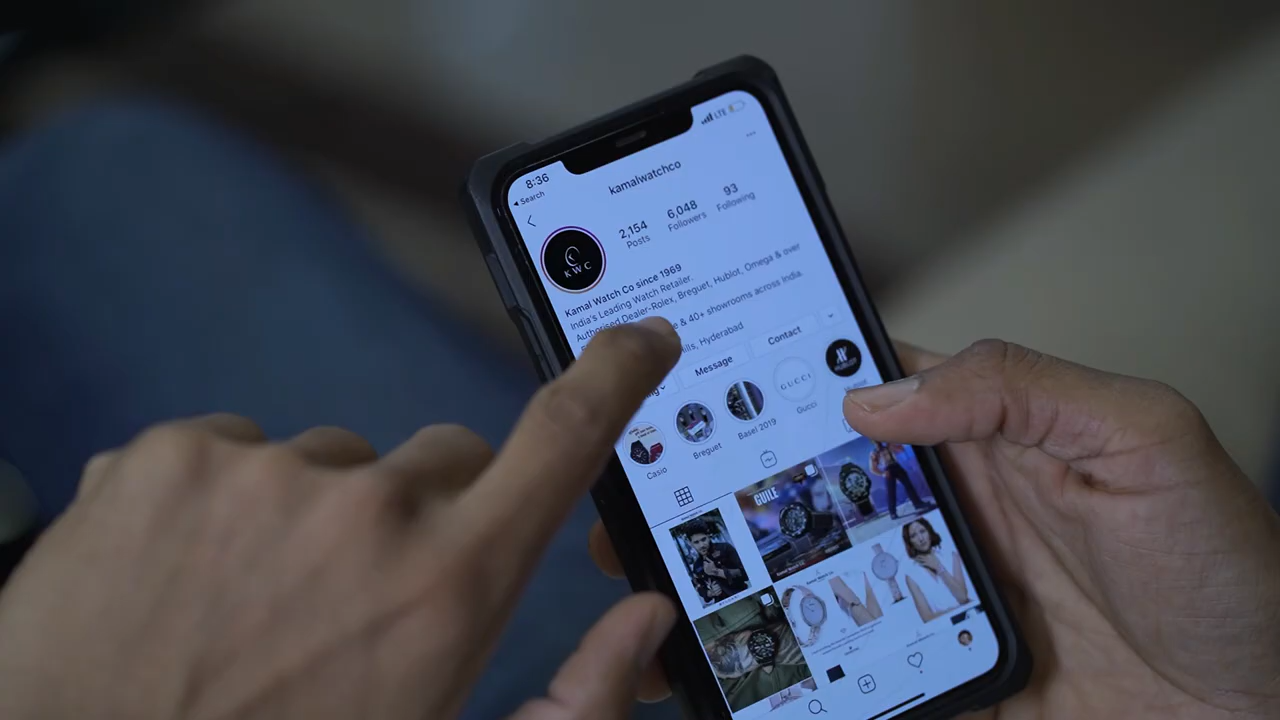 8:36
LTE
Search
kamalwatchco
2,154
Posts
6,048
Followers
93
Following
KWC
Kamal Watch Co since 1969
India's Leading Watch Retailer.
Authorised Dealer-Rolex, Breguet, Hublot, Omega & over
& 40+ showrooms across India.
Hyderabad
Message
Contact
GUCCI
Casio
Breguet
Basel 2019
Gucci
GUILE